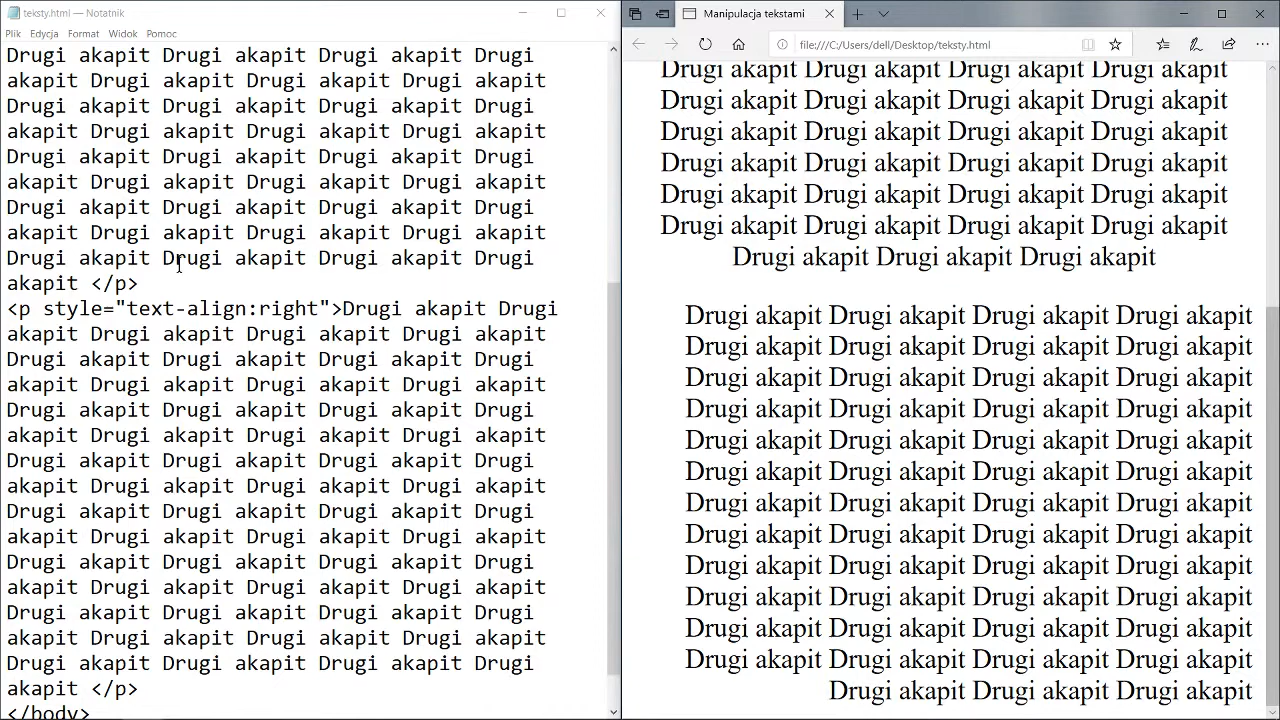 teksty.html — Notatnik
Plik Edycja Format Widok Pomoc
Drugi akapit Drugi akapit Drugi akapit Drugi
akapit Drugi akapit Drugi akapit Drugi akapit
Drugi akapit Drugi akapit Drugi akapit Drugi
akapit Drugi akapit Drugi akapit Drugi akapit
Drugi akapit Drugi akapit Drugi akapit Drugi
akapit Drugi akapit Drugi akapit Drugi akapit
Drugi akapit Drugi akapit Drugi akapit Drugi
akapit Drugi akapit Drugi akapit Drugi akapit
Drugi akapit Drugi akapit Drugi akapit Drugi
akapit </p>
<p style="text-align:right">Drugi akapit Drugi
akapit Drugi akapit Drugi akapit Drugi akapit
Drugi akapit Drugi akapit Drugi akapit Drugi
akapit Drugi akapit Drugi akapit Drugi akapit
Drugi akapit Drugi akapit Drugi akapit Drugi
akapit Drugi akapit Drugi akapit Drugi akapit
Drugi akapit Drugi akapit Drugi akapit Drugi
akapit Drugi akapit Drugi akapit Drugi akapit
Drugi akapit Drugi akapit Drugi akapit Drugi
akapit Drugi akapit Drugi akapit Drugi akapit
Drugi akapit Drugi akapit Drugi akapit Drugi
akapit Drugi akapit Drugi akapit Drugi akapit
Drugi akapit Drugi akapit Drugi akapit Drugi
akapit Drugi akapit Drugi akapit Drugi akapit
Drugi akapit Drugi akapit Drugi akapit Drugi
akapit </p>
</body>
Manipulacja tekstami
file:///C:/Users/dell/Desktop/teksty.html
Drugi akapit Drugi akapit Drugi akapit Drugi akapit
Drugi akapit Drugi akapit Drugi akapit Drugi akapit
Drugi akapit Drugi akapit Drugi akapit Drugi akapit
Drugi akapit Drugi akapit Drugi akapit Drugi akapit
Drugi akapit Drugi akapit Drugi akapit Drugi akapit
Drugi akapit Drugi akapit Drugi akapit Drugi akapit
Drugi akapit Drugi akapit Drugi akapit
Drugi akapit Drugi akapit Drugi akapit Drugi akapit
Drugi akapit Drugi akapit Drugi akapit Drugi akapit
Drugi akapit Drugi akapit Drugi akapit Drugi akapit
Drugi akapit Drugi akapit Drugi akapit Drugi akapit
Drugi akapit Drugi akapit Drugi akapit Drugi akapit
Drugi akapit Drugi akapit Drugi akapit Drugi akapit
Drugi akapit Drugi akapit Drugi akapit Drugi akapit
Drugi akapit Drugi akapit Drugi akapit Drugi akapit
Drugi akapit Drugi akapit Drugi akapit Drugi akapit
Drugi akapit Drugi akapit Drugi akapit Drugi akapit
Drugi akapit Drugi akapit Drugi akapit Drugi akapit
Drugi akapit Drugi akapit Drugi akapit Drugi akapit
Drugi akapit Drugi akapit Drugi akapit